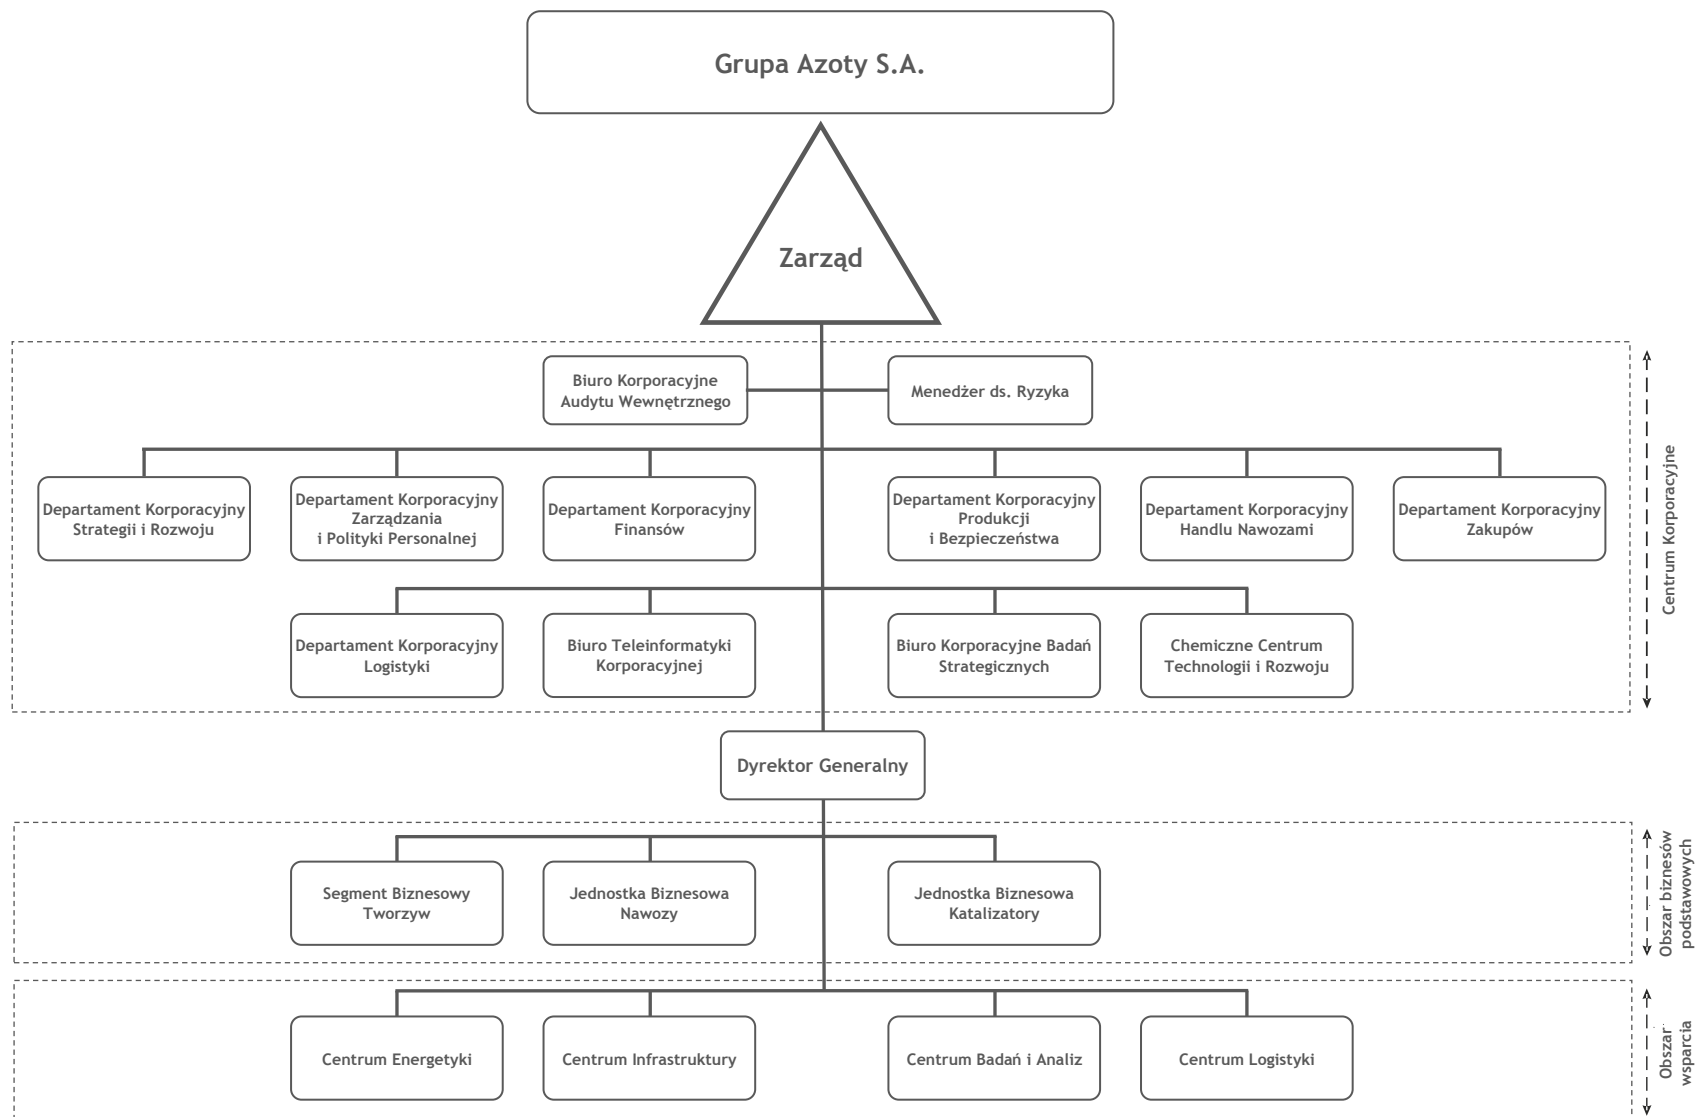 Grupa Azoty S.A.
Zarząd
Biuro Korporacyjne
Audytu Wewnętrznego
Menedżer ds. Ryzyka
Departament Korporacyjny
Strategii i Rozwoju
Departament Korporacyjny
Zarządzania
i Polityki Personalnej
Departament Korporacyjny
Finansów
Departament Korporacyjny
Produkcji
i Bezpieczeństwa
Departament Korporacyjny
Handlu Nawozami
Departament Korporacyjny
Zakupów
Departament Korporacyjny
Logistyki
Biuro Teleinformatyki
Korporacyjnej
Biuro Korporacyjne Badań
Strategicznych
Chemiczne Centrum
Technologii i Rozwoju
Centrum Korporacyjne
Dyrektor Generalny
Segment Biznesowy
Tworzyw
Jednostka Biznesowa
Nawozy
Jednostka Biznesowa
Katalizatory
Obszar biznesów
podstawowych
Centrum Energetyki
Centrum Infrastruktury
Centrum Badań i Analiz
Centrum Logistyki
Obszar
wsparcia